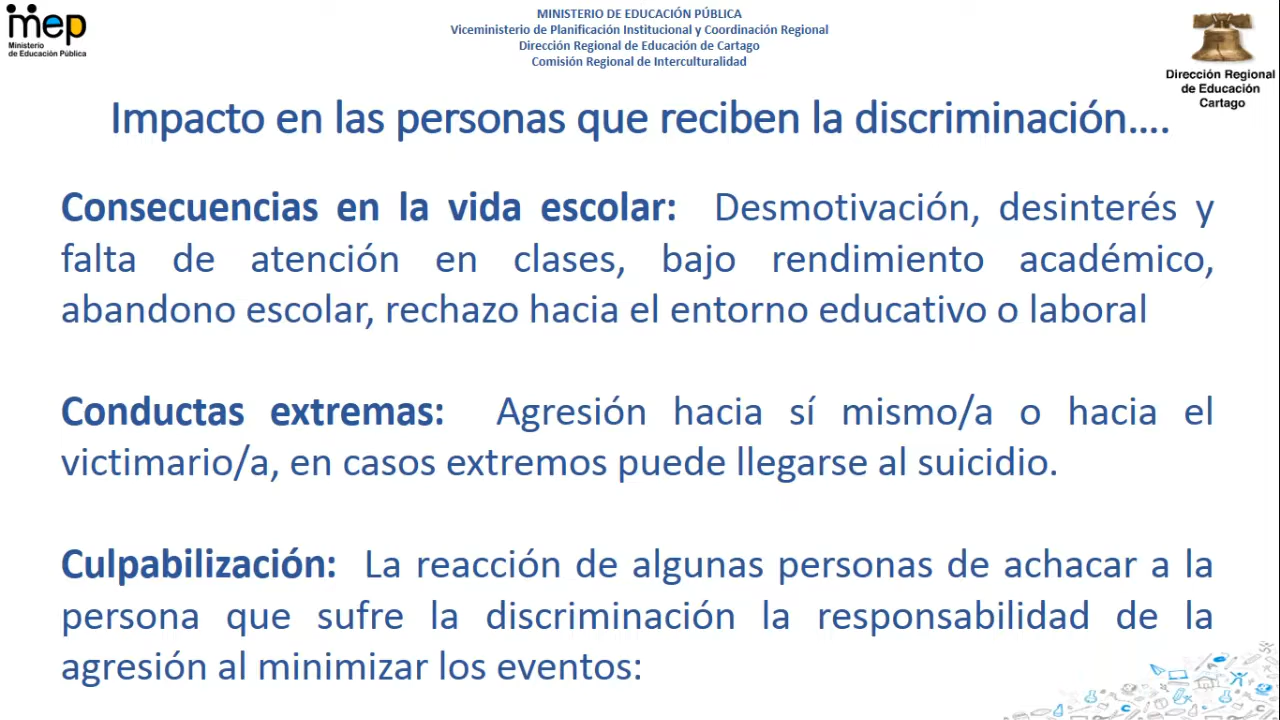 mep
Ministerio
de Educación Pública
MINISTERIO DE EDUCACIÓN PÚBLICA
Viceministerio de Planificación Institucional y Coordinación Regional
Dirección Regional de Educación de Cartago
Comisión Regional de Interculturalidad
Dirección Regional
de Educación
Cartago
Impacto en las personas que reciben la discriminación....
Consecuencias en la vida escolar: Desmotivación, desinterés y
falta de atención en clases, bajo rendimiento académico,
abandono escolar, rechazo hacia el entorno educativo o laboral
Conductas extremas: Agresión hacia sí mismo/a o hacia el
victimario/a, en casos extremos puede llegarse al suicidio.
Culpabilización: La reacción de algunas personas de achacar a la
persona que sufre la discriminación la responsabilidad de la
agresión al minimizar los eventos: